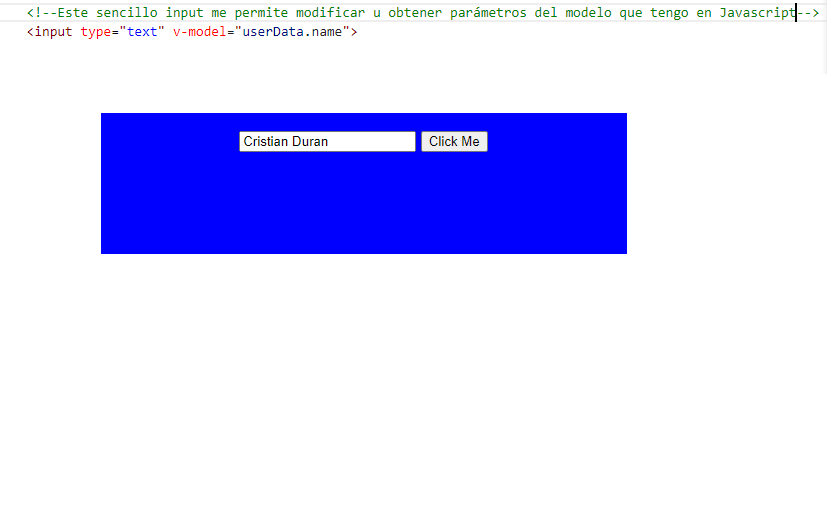 <!--Este sencillo input me permite modificar u obtener parámetros del modelo que tengo en Javascript-->
<input type="text" v-model="userData.name">
Cristian Duran Click Me